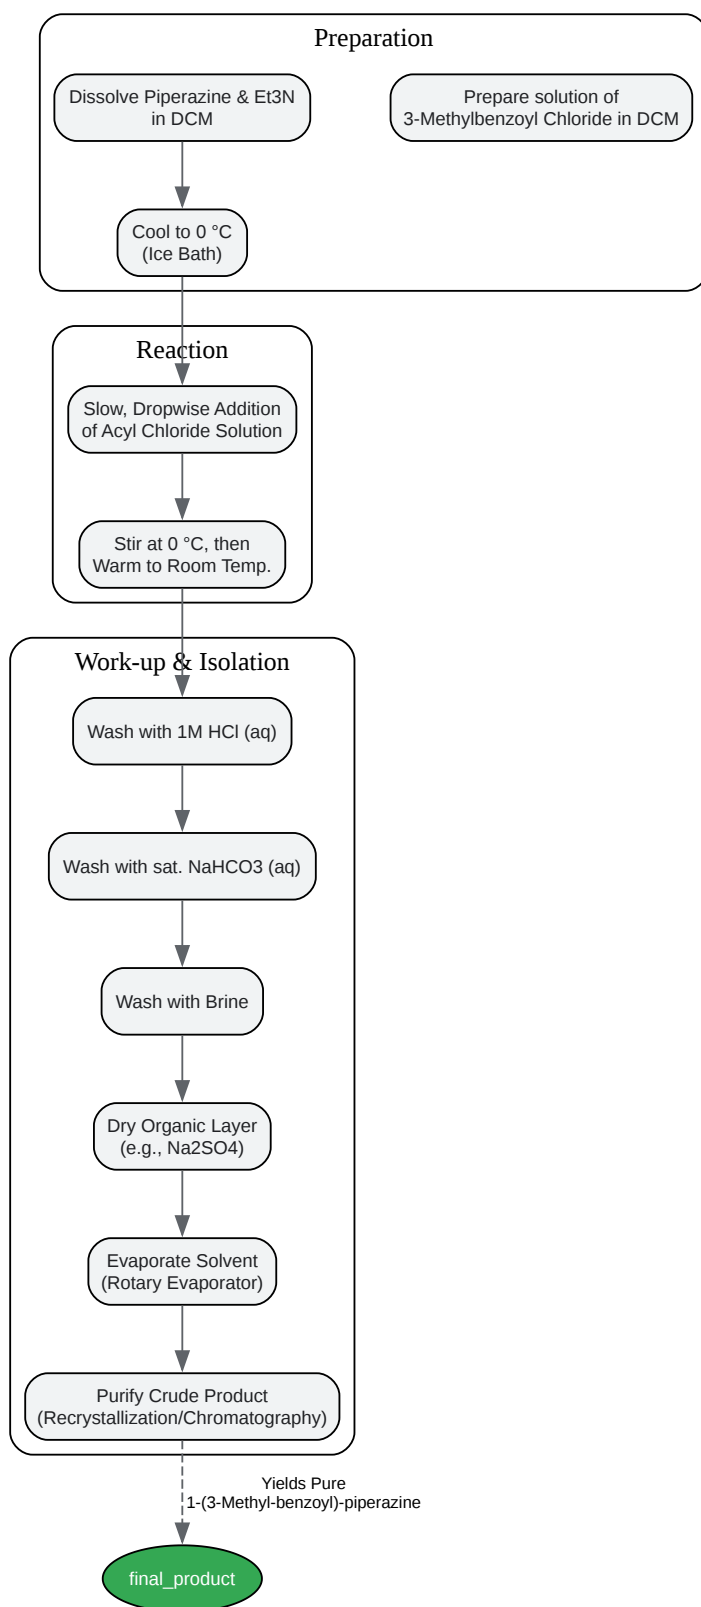 Preparation
Dissolve Piperazine & Et3N
in DCM
Prepare solution of
3-Methylbenzoyl Chloride in DCM
Cool to 0 °C
(Ice Bath)
Reaction
Slow, Dropwise Addition
of Acyl Chloride Solution
Stir at 0 °C, then
Warm to Room Temp.
Work-up & Isolation
Wash with 1M HCl (aq)
Wash with sat. NaHCO3 (aq)
Wash with Brine
Dry Organic Layer
(e.g., Na2SO4)
Evaporate Solvent
(Rotary Evaporator)
Purify Crude Product
(Recrystallization/Chromatography)
Yields Pure
1-(3-Methyl-benzoyl)-piperazine
final_product